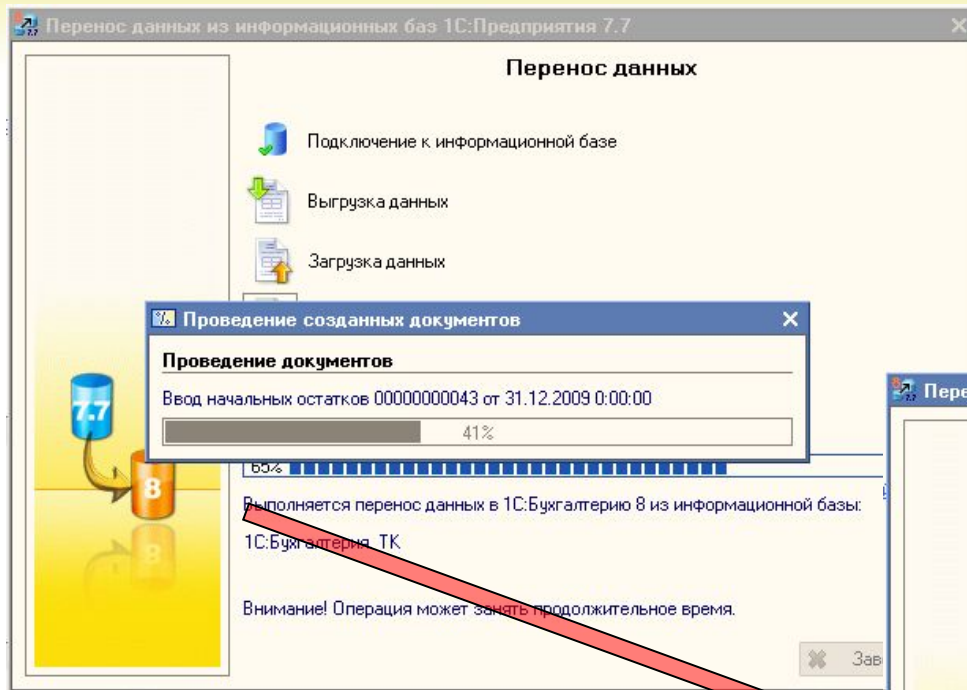 Перенос данных из информационных баз 1С:Предприятия 7.7
Перенос данных
Подключение к информационной базе
Выгрузка данных
Загрузка данных
Проведение созданных документов
Проведение документов
Ввод начальных остатков 00000000043 от 31.12.2009 0:00:00
41%
7.7
8
65%
Выполняется перенос данных в 1С:Бухгалтерию 8 из информационной базы:
1С:Бухгалтерия, ТК
Внимание! Операция может занять продолжительное время.
Зав
Пере